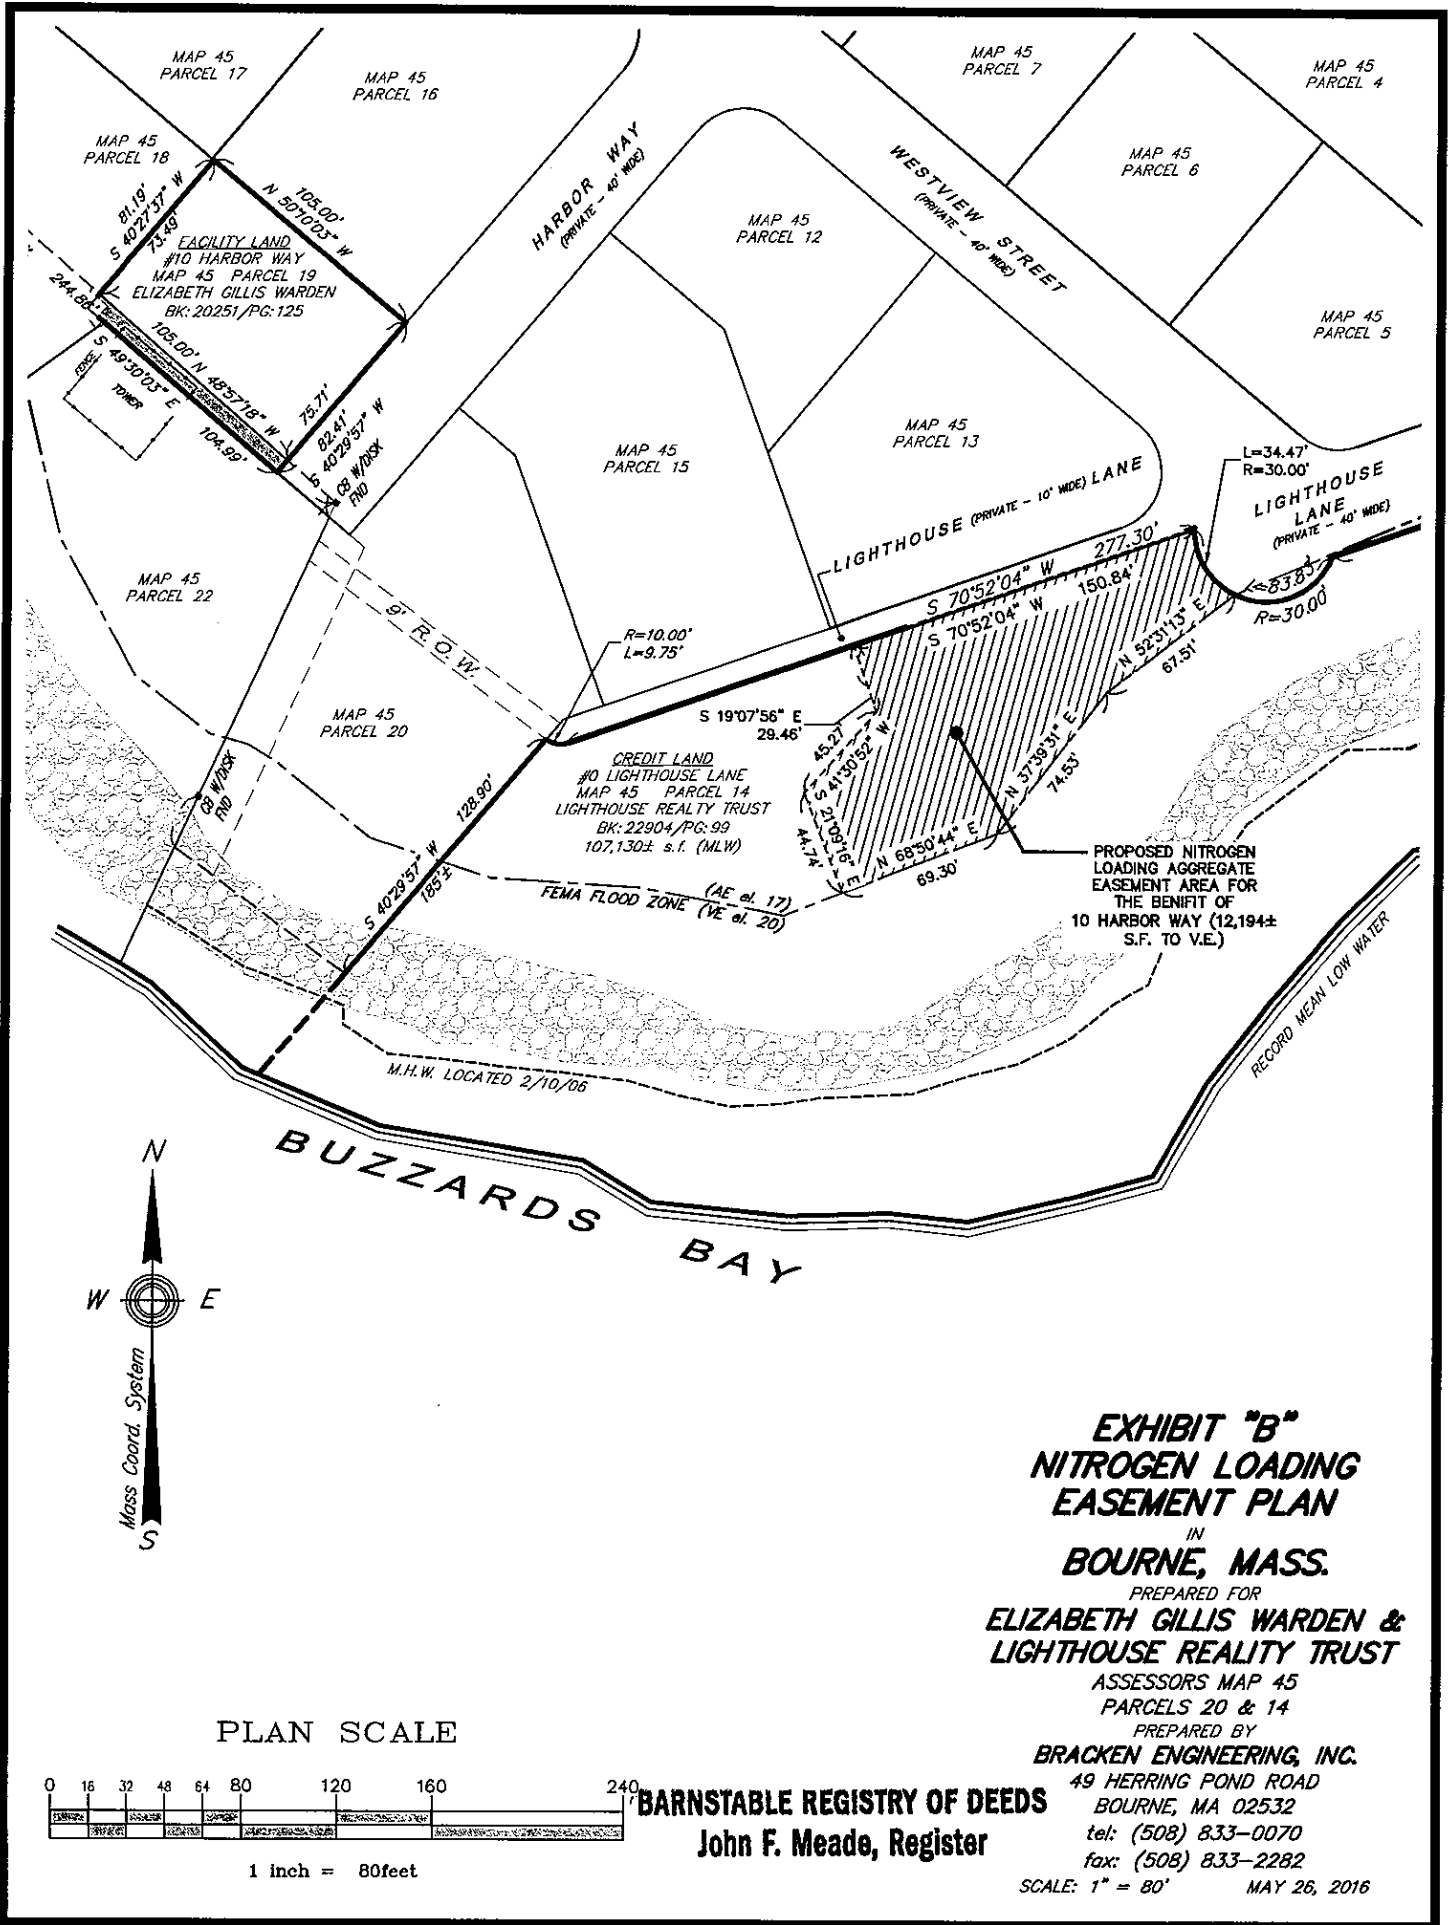 MAP 45
PARCEL 17
MAP 45
PARCEL 16
MAP 45
PARCEL 7
MAP 45
PARCEL 4
MAP 45
PARCEL 18
MAP 45
PARCEL 6
HARBOR WAY
(PRIVATE - 40' WIDE)
WESTVIEW STREET
(PRIVATE - 40' WIDE)
81.19'
S 40°27'37" W
73.49'
105.00'
N 50°10'03" W
FACILITY LAND
#10 HARBOR WAY
MAP 45 PARCEL 19
ELIZABETH GILLIS WARDEN
BK: 20251/PG: 125
MAP 45
PARCEL 12
MAP 45
PARCEL 5
244.86'
105.00' N 48°57'18" W
S 49°30'03" E
104.99'
FENCE
TOWER
75.71'
82.41'
S 40°29'57" W
CB W/DISK
FND
MAP 45
PARCEL 15
MAP 45
PARCEL 13
L=34.47'
R=30.00'
LIGHTHOUSE
LANE
(PRIVATE - 40' WIDE)
LIGHTHOUSE (PRIVATE - 10' WIDE) LANE
S 70°52'04" W 277.30'
S 70°52'04" W 150.84'
83.83'
R=30.00'
N 52°31'13" E
67.51'
MAP 45
PARCEL 22
9' R.O.W.
R=10.00'
L=9.75'
MAP 45
PARCEL 20
S 19°07'56" E
29.46'
45.27'
S 41°30'52" W
S 21°09'16" E
44.74'
N 37°39'31" E
74.53'
N 68°50'44" E
69.30'
CREDIT LAND
#0 LIGHTHOUSE LANE
MAP 45 PARCEL 14
LIGHTHOUSE REALTY TRUST
BK: 22904/PG: 99
107,130± s.f. (MLW)
CB W/DISK
FND
128.90'
S 40°29'57" W
185'±
FEMA FLOOD ZONE (AE el. 17)
(VE el. 20)
PROPOSED NITROGEN
LOADING AGGREGATE
EASEMENT AREA FOR
THE BENIFIT OF
10 HARBOR WAY (12,194±
S.F. TO V.E.)
RECORD MEAN LOW WATER
M.H.W. LOCATED 2/10/06
BUZZARDS BAY
N
W E
S
Mass Coord. System
EXHIBIT "B"
NITROGEN LOADING
EASEMENT PLAN
IN
BOURNE, MASS.
PREPARED FOR
ELIZABETH GILLIS WARDEN &
LIGHTHOUSE REALITY TRUST
ASSESSORS MAP 45
PARCELS 20 & 14
PREPARED BY
BRACKEN ENGINEERING, INC.
49 HERRING POND ROAD
BOURNE, MA 02532
tel: (508) 833-0070
fax: (508) 833-2282
SCALE: 1" = 80' MAY 26, 2016
PLAN SCALE
0 16 32 48 64 80 120 160 240
1 inch = 80feet
BARNSTABLE REGISTRY OF DEEDS
John F. Meade, Register